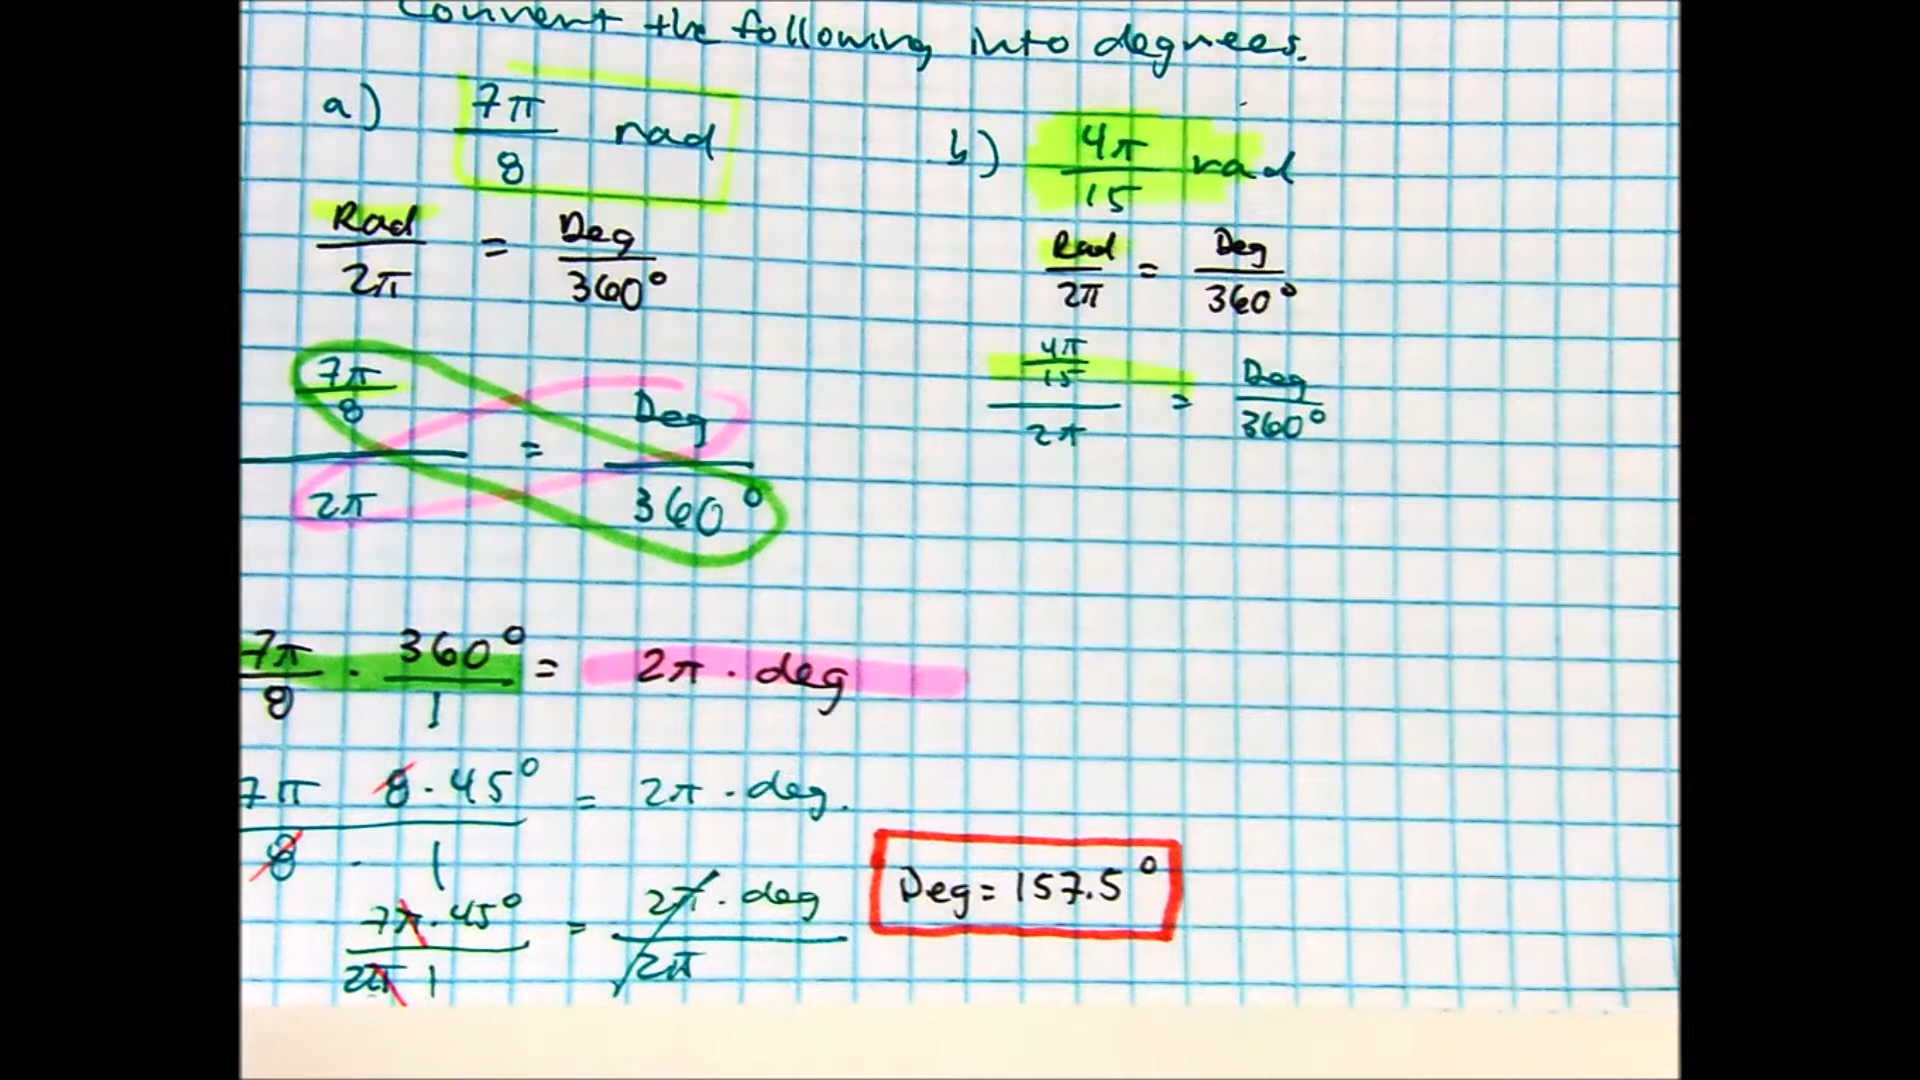 Convert the following into degrees.
a) 7π/8 rad
Rad/2π = Deg/360°
(7π/8)/2π = Deg/360°
7π/8 · 360°/1 = 2π · deg
7π 8·45°/8 · 1 = 2π · deg.
7π·45°/2π 1 = 2π · deg/2π
Deg = 157.5°
b) 4π/15 rad
Rad/2π = Deg/360°
(4π/15)/2π = Deg/360°